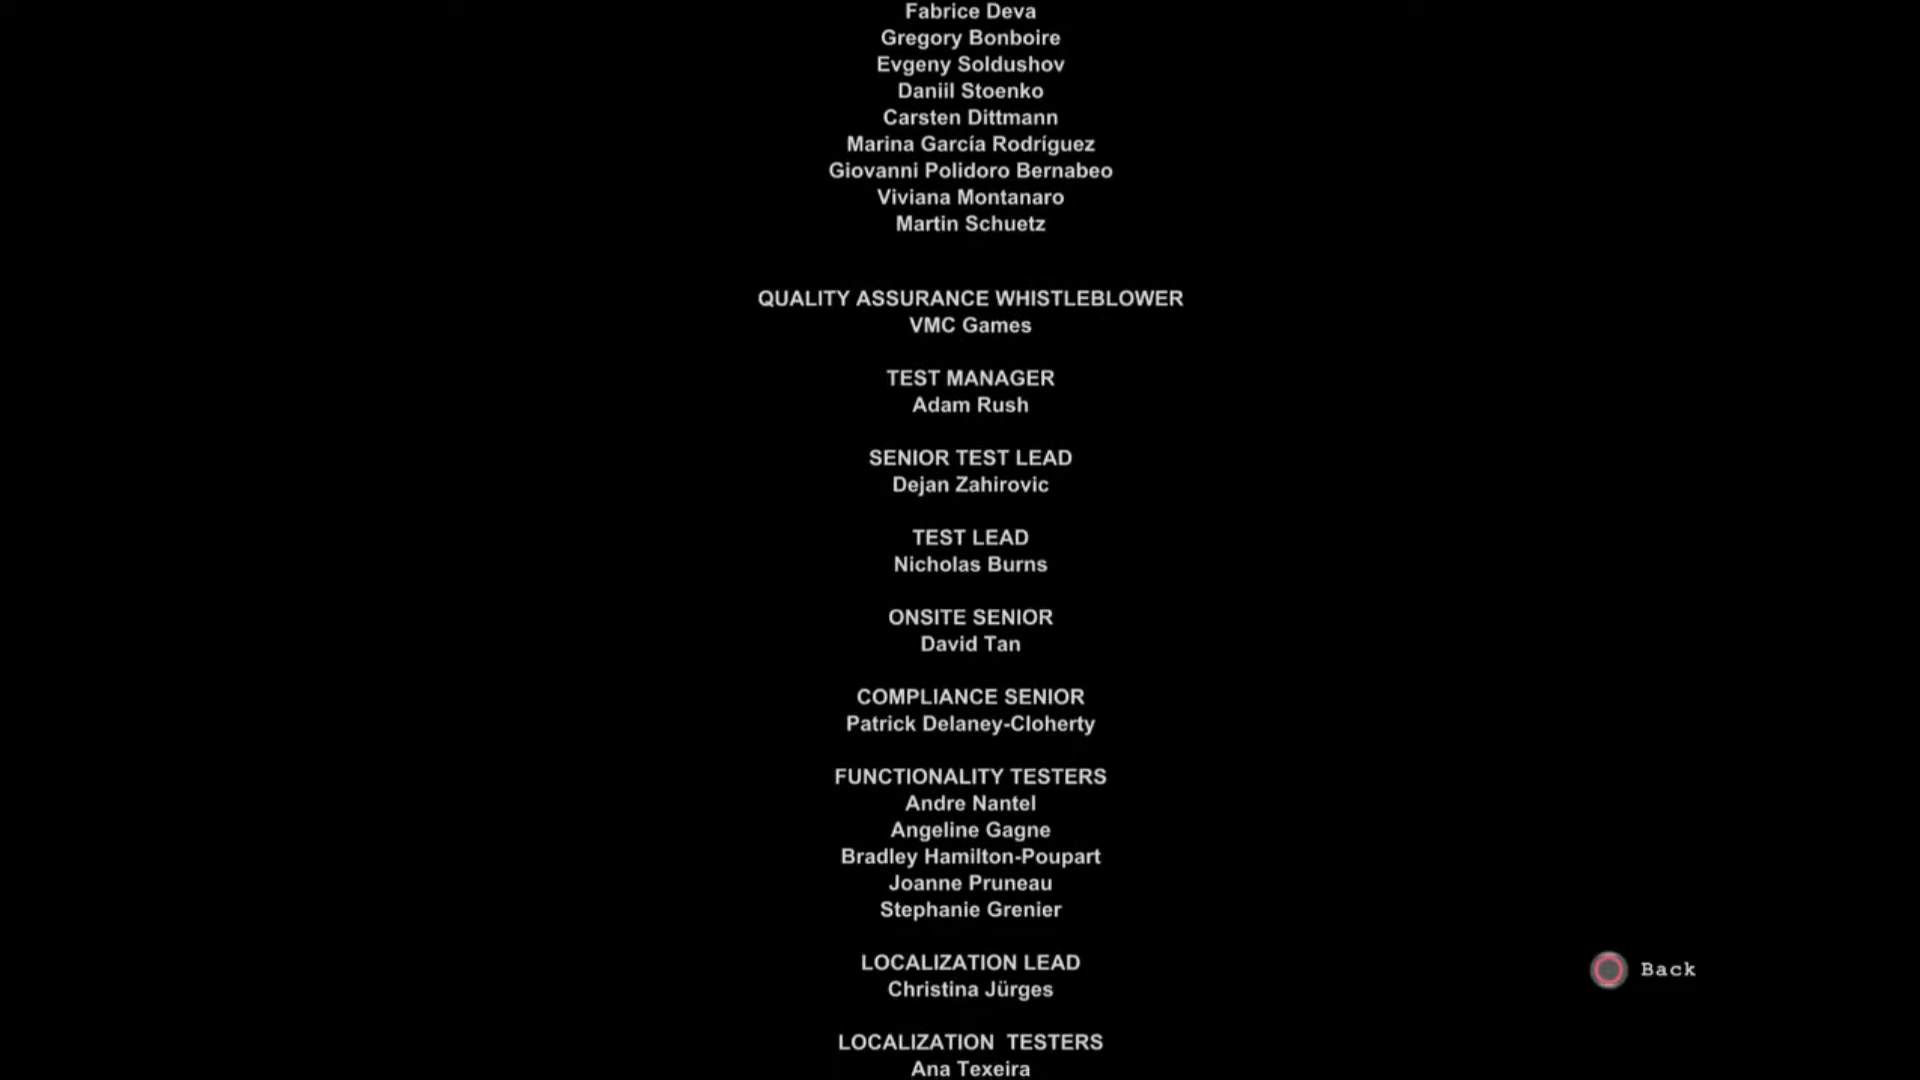 Fabrice Deva
Gregory Bonboire
Evgeny Soldushov
Daniil Stoenko
Carsten Dittmann
Marina García Rodríguez
Giovanni Polidoro Bernabeo
Viviana Montanaro
Martin Schuetz
QUALITY ASSURANCE WHISTLEBLOWER
VMC Games
TEST MANAGER
Adam Rush
SENIOR TEST LEAD
Dejan Zahirovic
TEST LEAD
Nicholas Burns
ONSITE SENIOR
David Tan
COMPLIANCE SENIOR
Patrick Delaney-Cloherty
FUNCTIONALITY TESTERS
Andre Nantel
Angeline Gagne
Bradley Hamilton-Poupart
Joanne Pruneau
Stephanie Grenier
LOCALIZATION LEAD
Christina Jürges
Back
LOCALIZATION  TESTERS
Ana Texeira